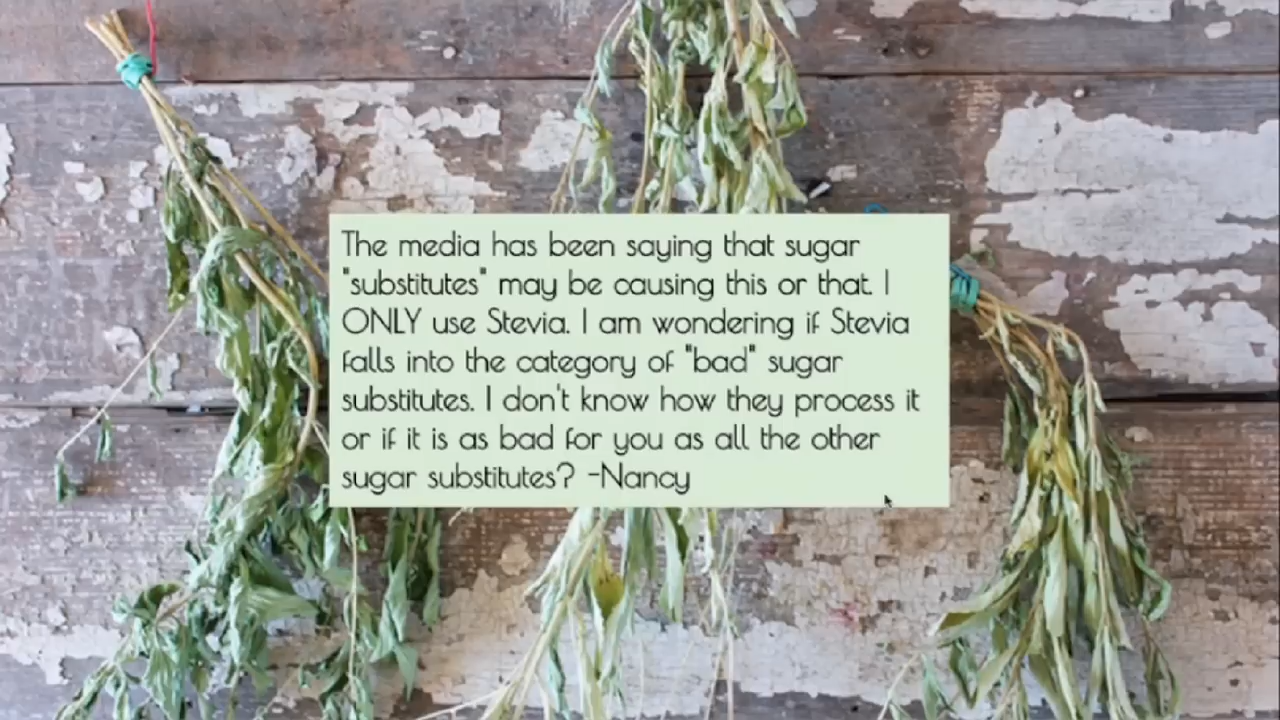 The media has been saying that sugar
"substitutes" may be causing this or that. I
ONLY use Stevia. I am wondering if Stevia
falls into the category of "bad" sugar
substitutes. I don't know how they process it
or if it is as bad for you as all the other
sugar substitutes? -Nancy